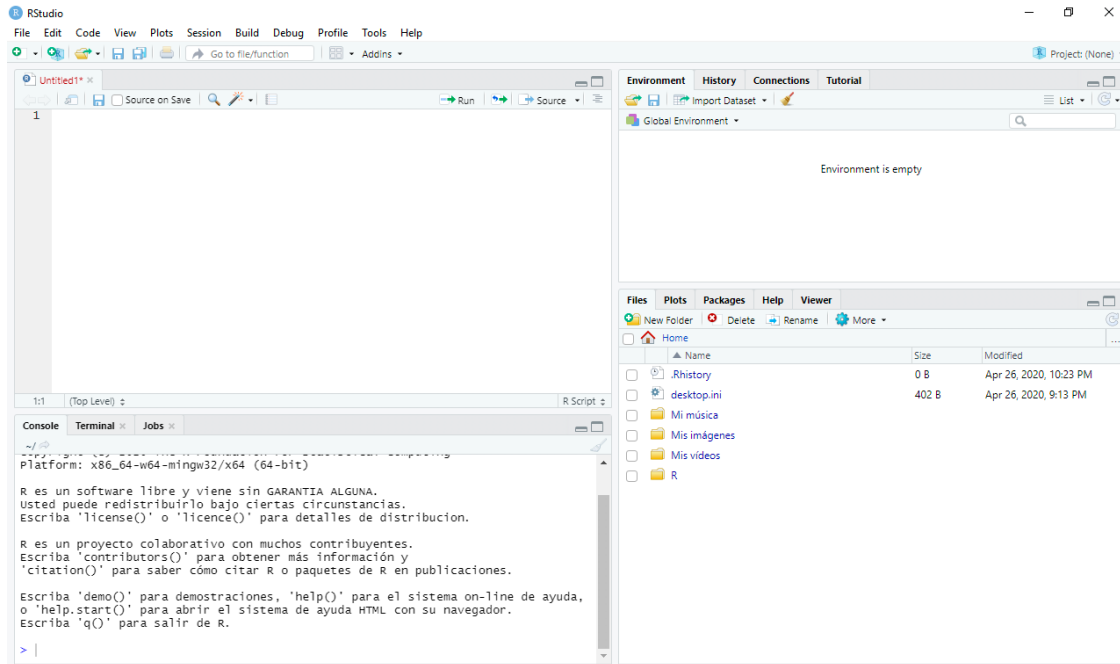 RStudio
File Edit Code View Plots Session Build Debug Profile Tools Help
Go to file/function Addins Project: (None)
Untitled1*
Source on Save Run Source
1
1:1 (Top Level) R Script
Console Terminal Jobs
~/
Platform: x86_64-w64-mingw32/x64 (64-bit)
R es un software libre y viene sin GARANTIA ALGUNA.
Usted puede redistribuirlo bajo ciertas circunstancias.
Escriba 'license()' o 'licence()' para detalles de distribucion.
R es un proyecto colaborativo con muchos contribuyentes.
Escriba 'contributors()' para obtener más información y
'citation()' para saber cómo citar R o paquetes de R en publicaciones.
Escriba 'demo()' para demostraciones, 'help()' para el sistema on-line de ayuda,
o 'help.start()' para abrir el sistema de ayuda HTML con su navegador.
Escriba 'q()' para salir de R.
>
Environment History Connections Tutorial
Import Dataset List
Global Environment
Environment is empty
Files Plots Packages Help Viewer
New Folder Delete Rename More
Home ...
Name Size Modified
.Rhistory 0 B Apr 26, 2020, 10:23 PM
desktop.ini 402 B Apr 26, 2020, 9:13 PM
Mi música
Mis imágenes
Mis vídeos
R